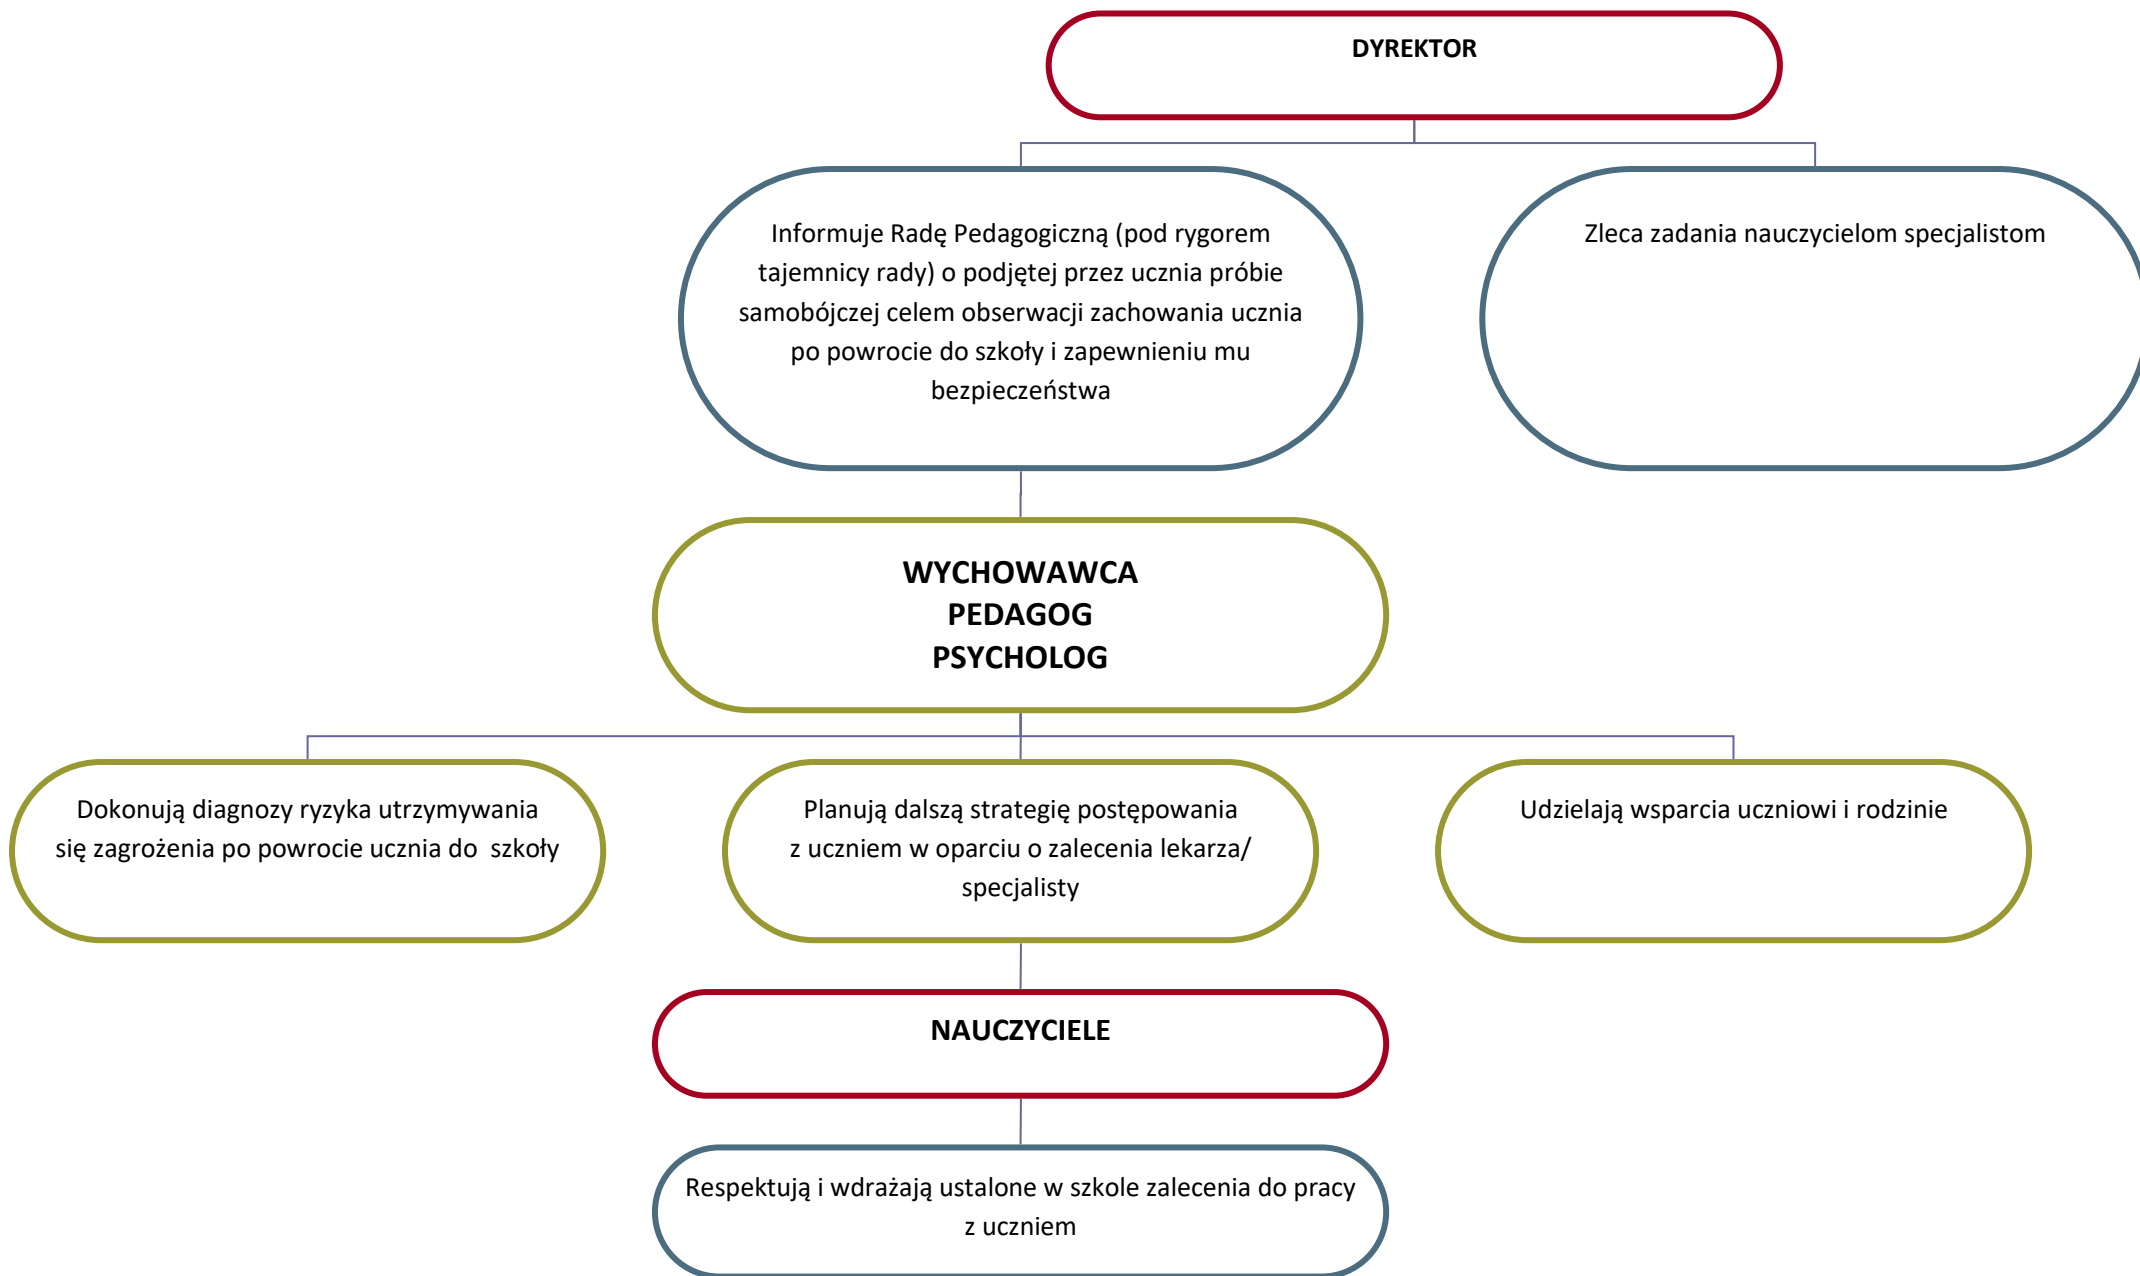 DYREKTOR
Informuje Radę Pedagogiczną (pod rygorem
tajemnicy rady) o podjętej przez ucznia próbie
samobójczej celem obserwacji zachowania ucznia
po powrocie do szkoły i zapewnieniu mu
bezpieczeństwa
Zleca zadania nauczycielom specjalistom
WYCHOWAWCA
PEDAGOG
PSYCHOLOG
Dokonują diagnozy ryzyka utrzymywania
się zagrożenia po powrocie ucznia do  szkoły
Planują dalszą strategię postępowania
z uczniem w oparciu o zalecenia lekarza/
specjalisty
Udzielają wsparcia uczniowi i rodzinie
NAUCZYCIELE
Respektują i wdrażają ustalone w szkole zalecenia do pracy
z uczniem